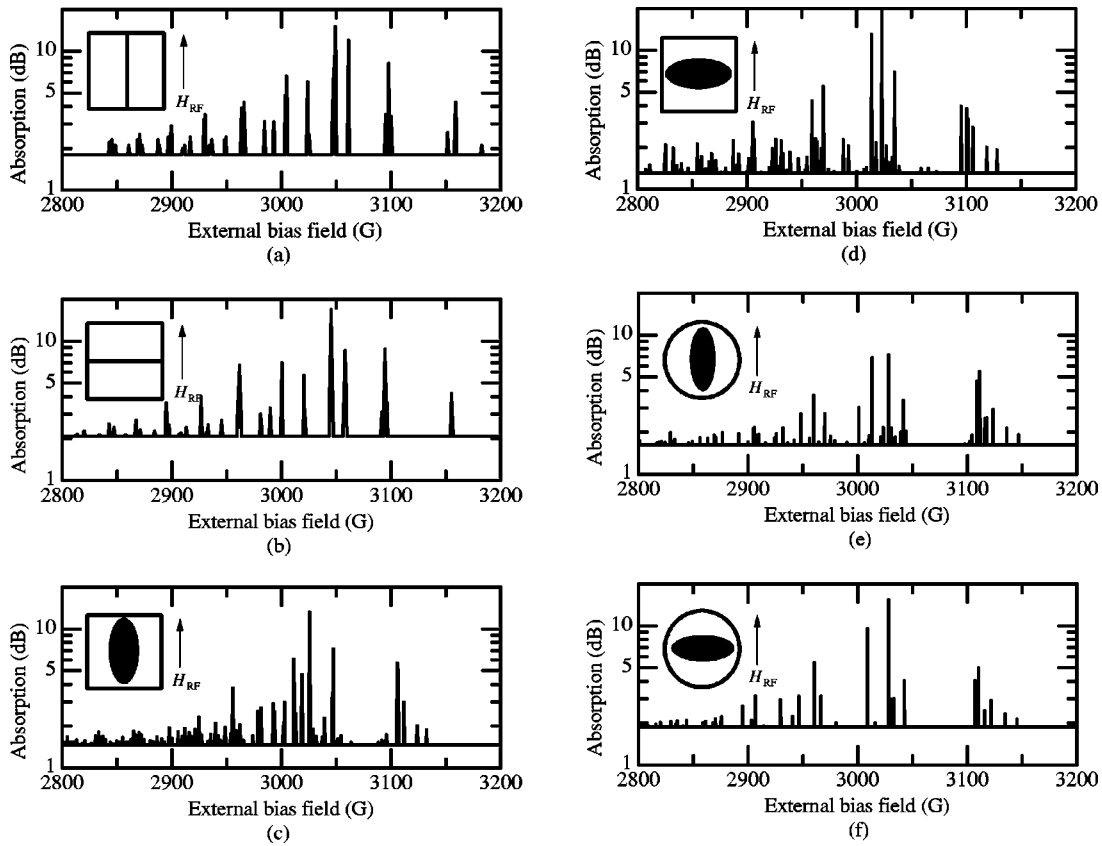 10
5
1
Absorption (dB)
H_RF
2800 2900 3000 3100 3200
External bias field (G)
(a)
10
5
1
Absorption (dB)
H_RF
2800 2900 3000 3100 3200
External bias field (G)
(b)
10
5
1
Absorption (dB)
H_RF
2800 2900 3000 3100 3200
External bias field (G)
(c)
10
5
1
Absorption (dB)
H_RF
2800 2900 3000 3100 3200
External bias field (G)
(d)
10
5
1
Absorption (dB)
H_RF
2800 2900 3000 3100 3200
External bias field (G)
(e)
10
5
1
Absorption (dB)
H_RF
2800 2900 3000 3100 3200
External bias field (G)
(f)